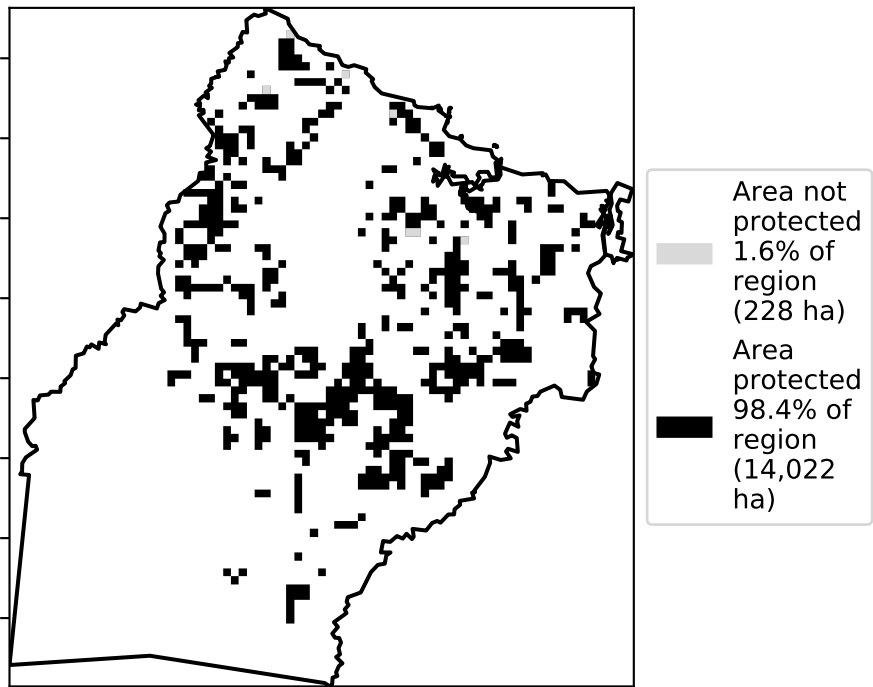 Area not
protected
1.6% of
region
(228 ha)
Area
protected
98.4% of
region
(14,022
ha)